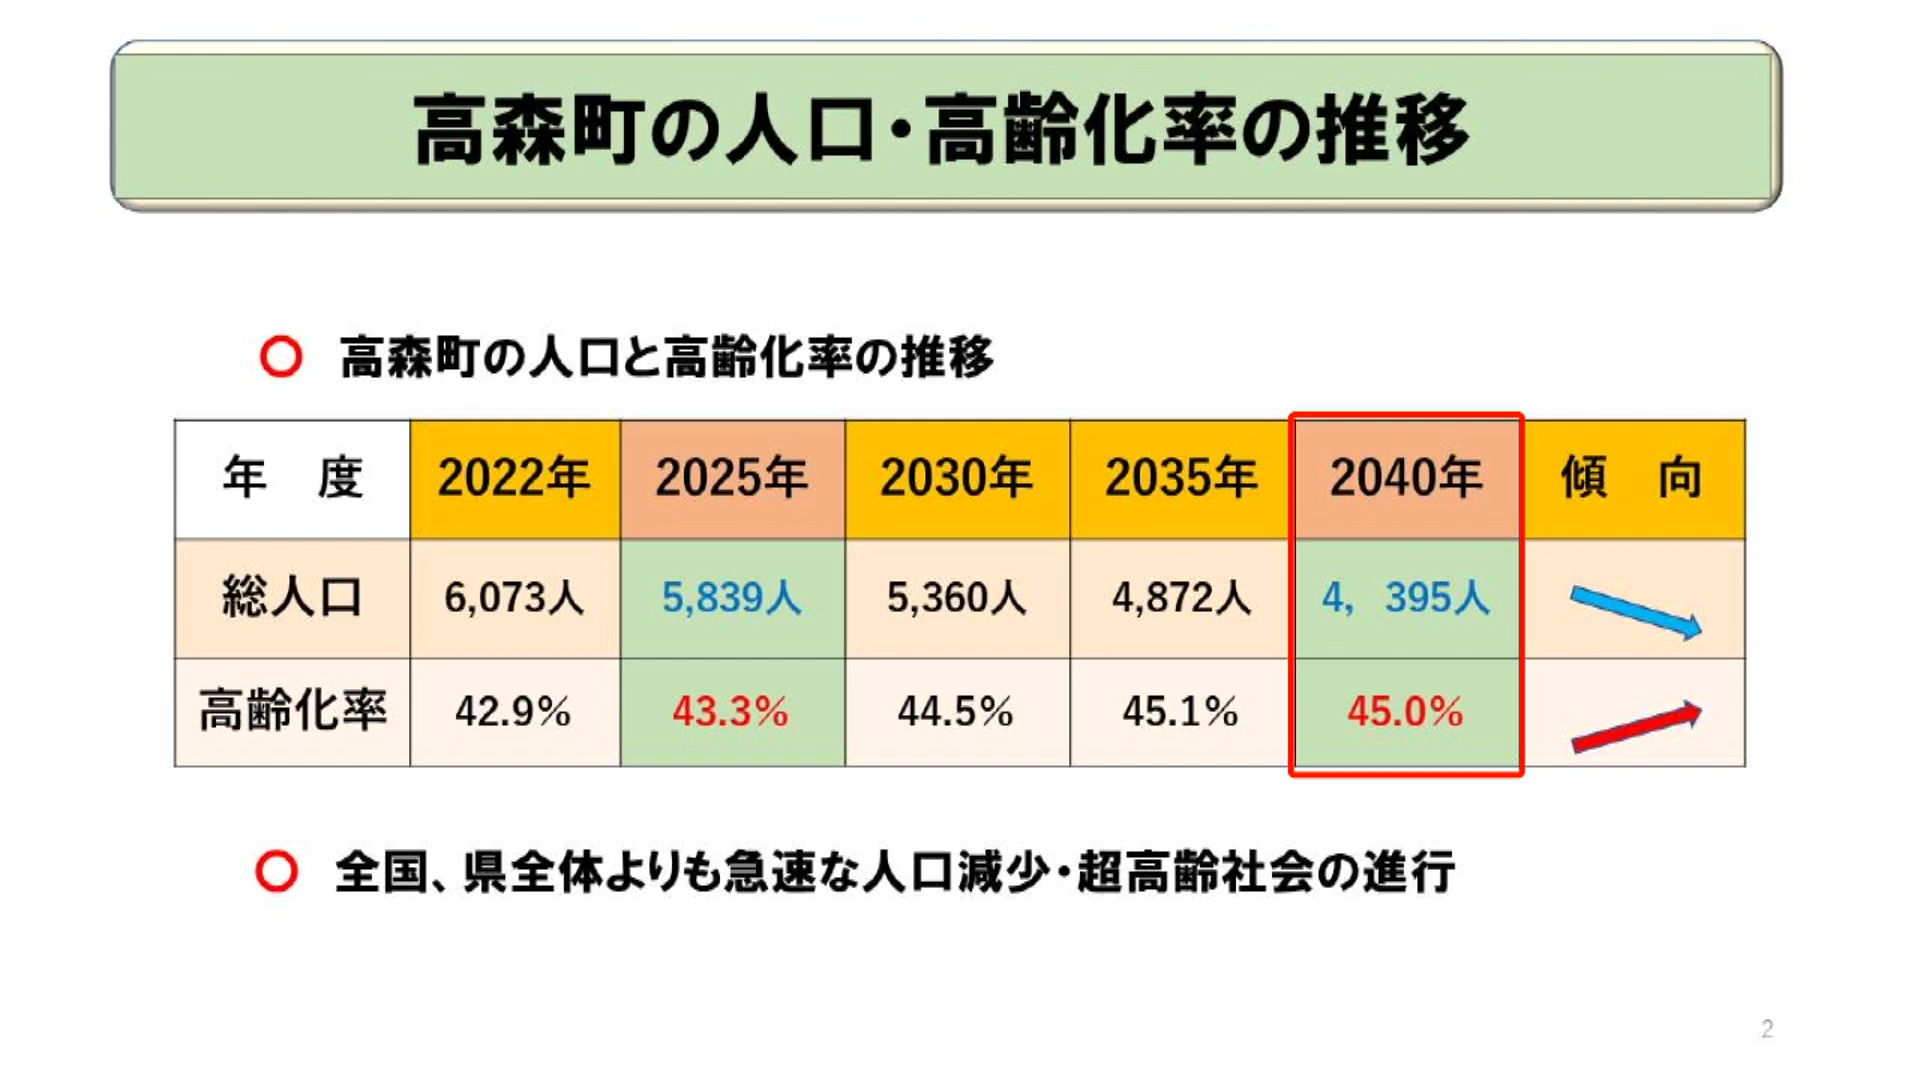 高森町の人口・高齢化率の推移
高森町の人口と高齢化率の推移
年　度 2022年 2025年 2030年 2035年 2040年 傾　向
総人口 6,073人 5,839人 5,360人 4,872人 4,　395人
高齢化率 42.9% 43.3% 44.5% 45.1% 45.0%
全国、県全体よりも急速な人口減少・超高齢社会の進行
2